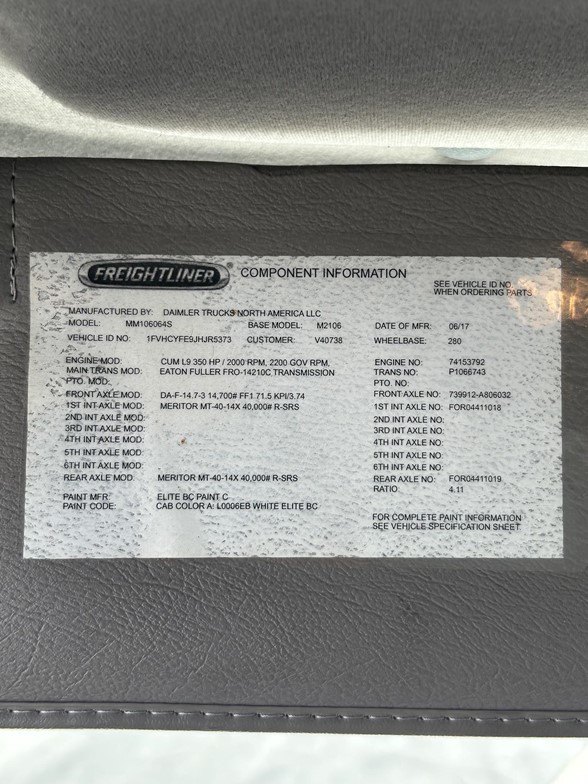 FREIGHTLINER® COMPONENT INFORMATION
SEE VEHICLE ID NO.
WHEN ORDERING PARTS
MANUFACTURED BY: DAIMLER TRUCKS NORTH AMERICA LLC
MODEL: MM106064S BASE MODEL: M2106 DATE OF MFR: 06/17
VEHICLE ID NO: 1FVHCYFE9JHJR5373 CUSTOMER: V40738 WHEELBASE: 280
ENGINE MOD: CUM L9 350 HP / 2000 RPM, 2200 GOV RPM, ENGINE NO: 74153792
MAIN TRANS MOD: EATON FULLER FRO-14210C TRANSMISSION TRANS NO: P1066743
PTO. MOD: PTO. NO:
FRONT AXLE MOD: DA-F-14.7-3 14,700# FF1 71.5 KPI/3.74 FRONT AXLE NO: 739912-A806032
1ST INT AXLE MOD: MERITOR MT-40-14X 40,000# R-SRS 1ST INT AXLE NO: FOR04411018
2ND INT AXLE MOD: 2ND INT AXLE NO:
3RD INT AXLE MOD: 3RD INT AXLE NO:
4TH INT AXLE MOD: 4TH INT AXLE NO:
5TH INT AXLE MOD: 5TH INT AXLE NO:
6TH INT AXLE MOD: 6TH INT AXLE NO:
REAR AXLE MOD: MERITOR MT-40-14X 40,000# R-SRS REAR AXLE NO: FOR04411019
RATIO: 4.11
PAINT MFR: ELITE BC PAINT C
PAINT CODE: CAB COLOR A: L0006EB WHITE ELITE BC
FOR COMPLETE PAINT INFORMATION
SEE VEHICLE SPECIFICATION SHEET